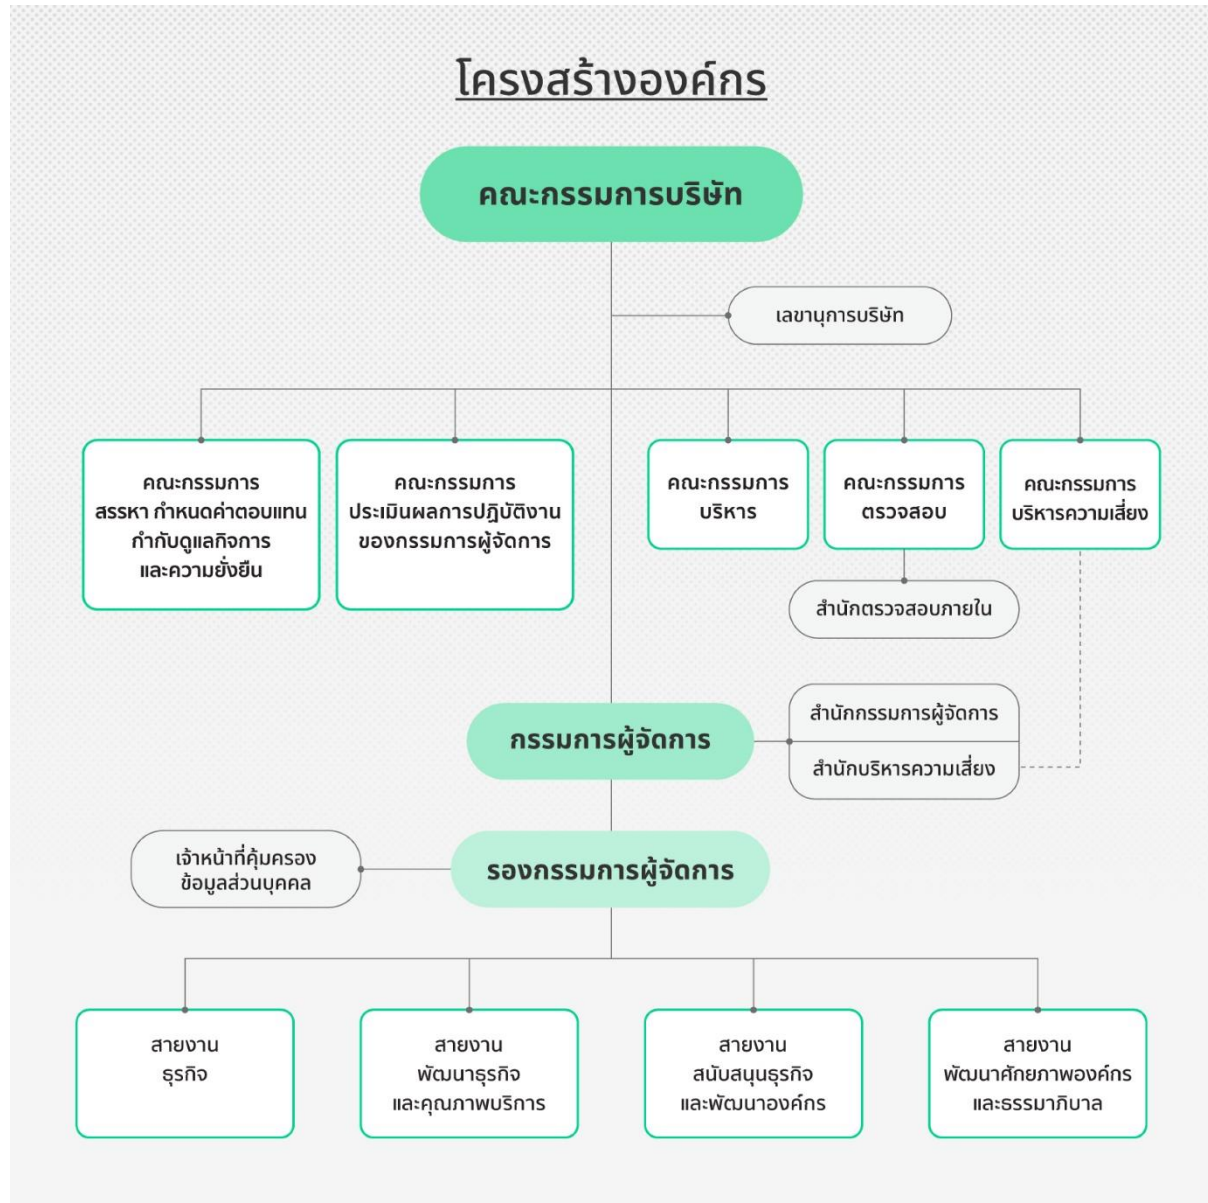 โครงสร้างองค์กร
คณะกรรมการบริษัท
เลขานุการบริษัท
คณะกรรมการ
สรรหา กำหนดค่าตอบแทน
กำกับดูแลกิจการ
และความยั่งยืน
คณะกรรมการ
ประเมินผลการปฏิบัติงาน
ของกรรมการผู้จัดการ
คณะกรรมการ
บริหาร
คณะกรรมการ
ตรวจสอบ
คณะกรรมการ
บริหารความเสี่ยง
สำนักตรวจสอบภายใน
สำนักกรรมการผู้จัดการ
กรรมการผู้จัดการ
สำนักบริหารความเสี่ยง
เจ้าหน้าที่คุ้มครอง
ข้อมูลส่วนบุคคล
รองกรรมการผู้จัดการ
สายงาน
ธุรกิจ
สายงาน
พัฒนาธุรกิจ
และคุณภาพบริการ
สายงาน
สนับสนุนธุรกิจ
และพัฒนาองค์กร
สายงาน
พัฒนาศักยภาพองค์กร
และธรรมาภิบาล